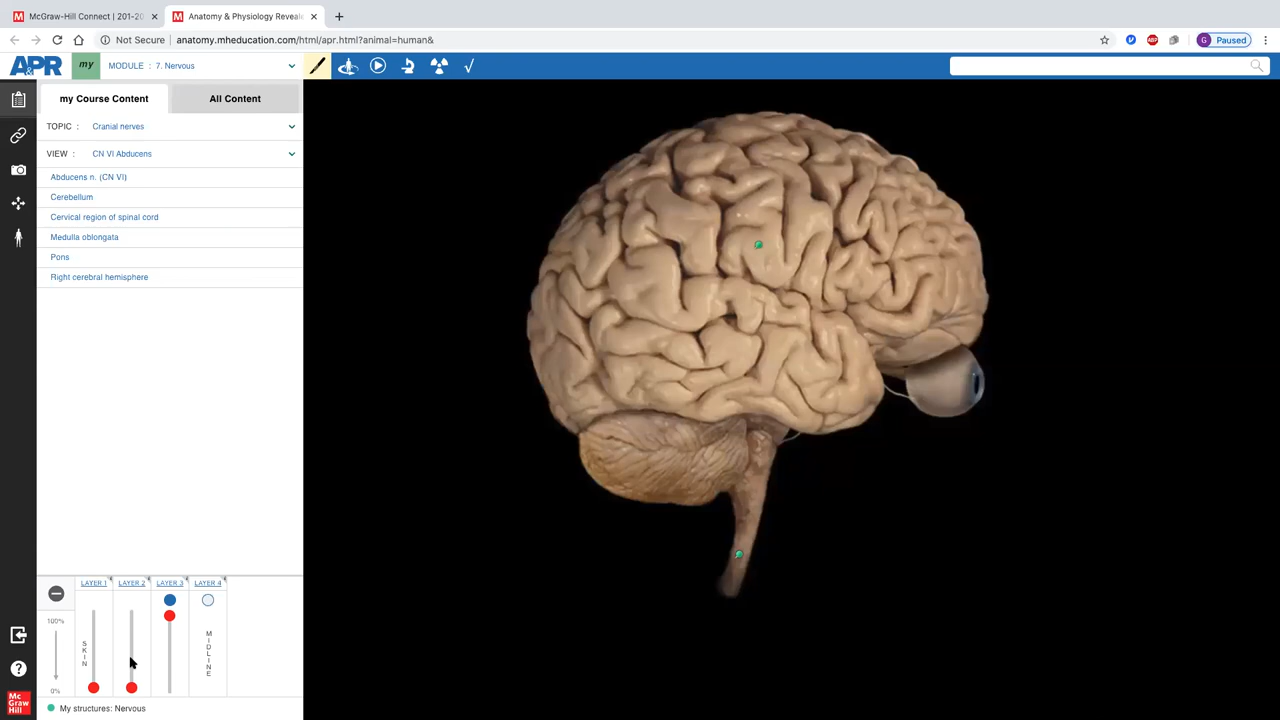 McGraw-Hill Connect | 201-20
Anatomy & Physiology Reveale
Not Secure anatomy.mheducation.com/html/apr.html?animal=human&
ABP
G Paused
AP|R my MODULE : 7. Nervous
my Course Content All Content
TOPIC : Cranial nerves
VIEW : CN VI Abducens
Abducens n. (CN VI)
Cerebellum
Cervical region of spinal cord
Medulla oblongata
Pons
Right cerebral hemisphere
LAYER 1 LAYER 2 LAYER 3 LAYER 4
100%
SKIN
MIDLINE
0%
Mc Graw Hill
My structures: Nervous